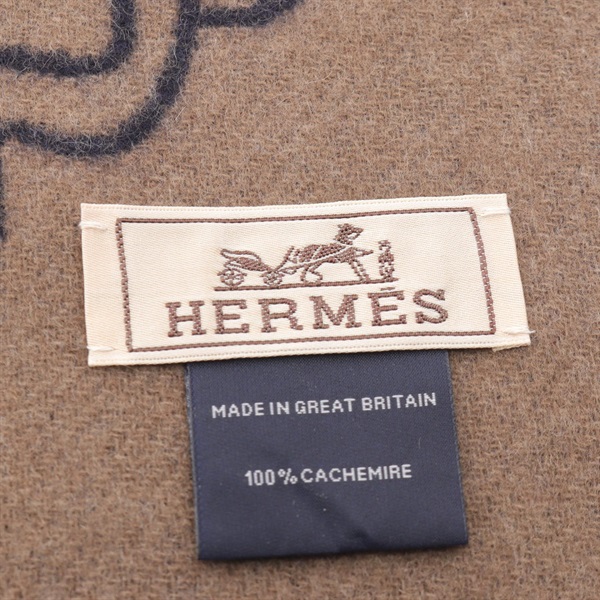 HERMÈS
MADE IN GREAT BRITAIN
100% CACHEMIRE